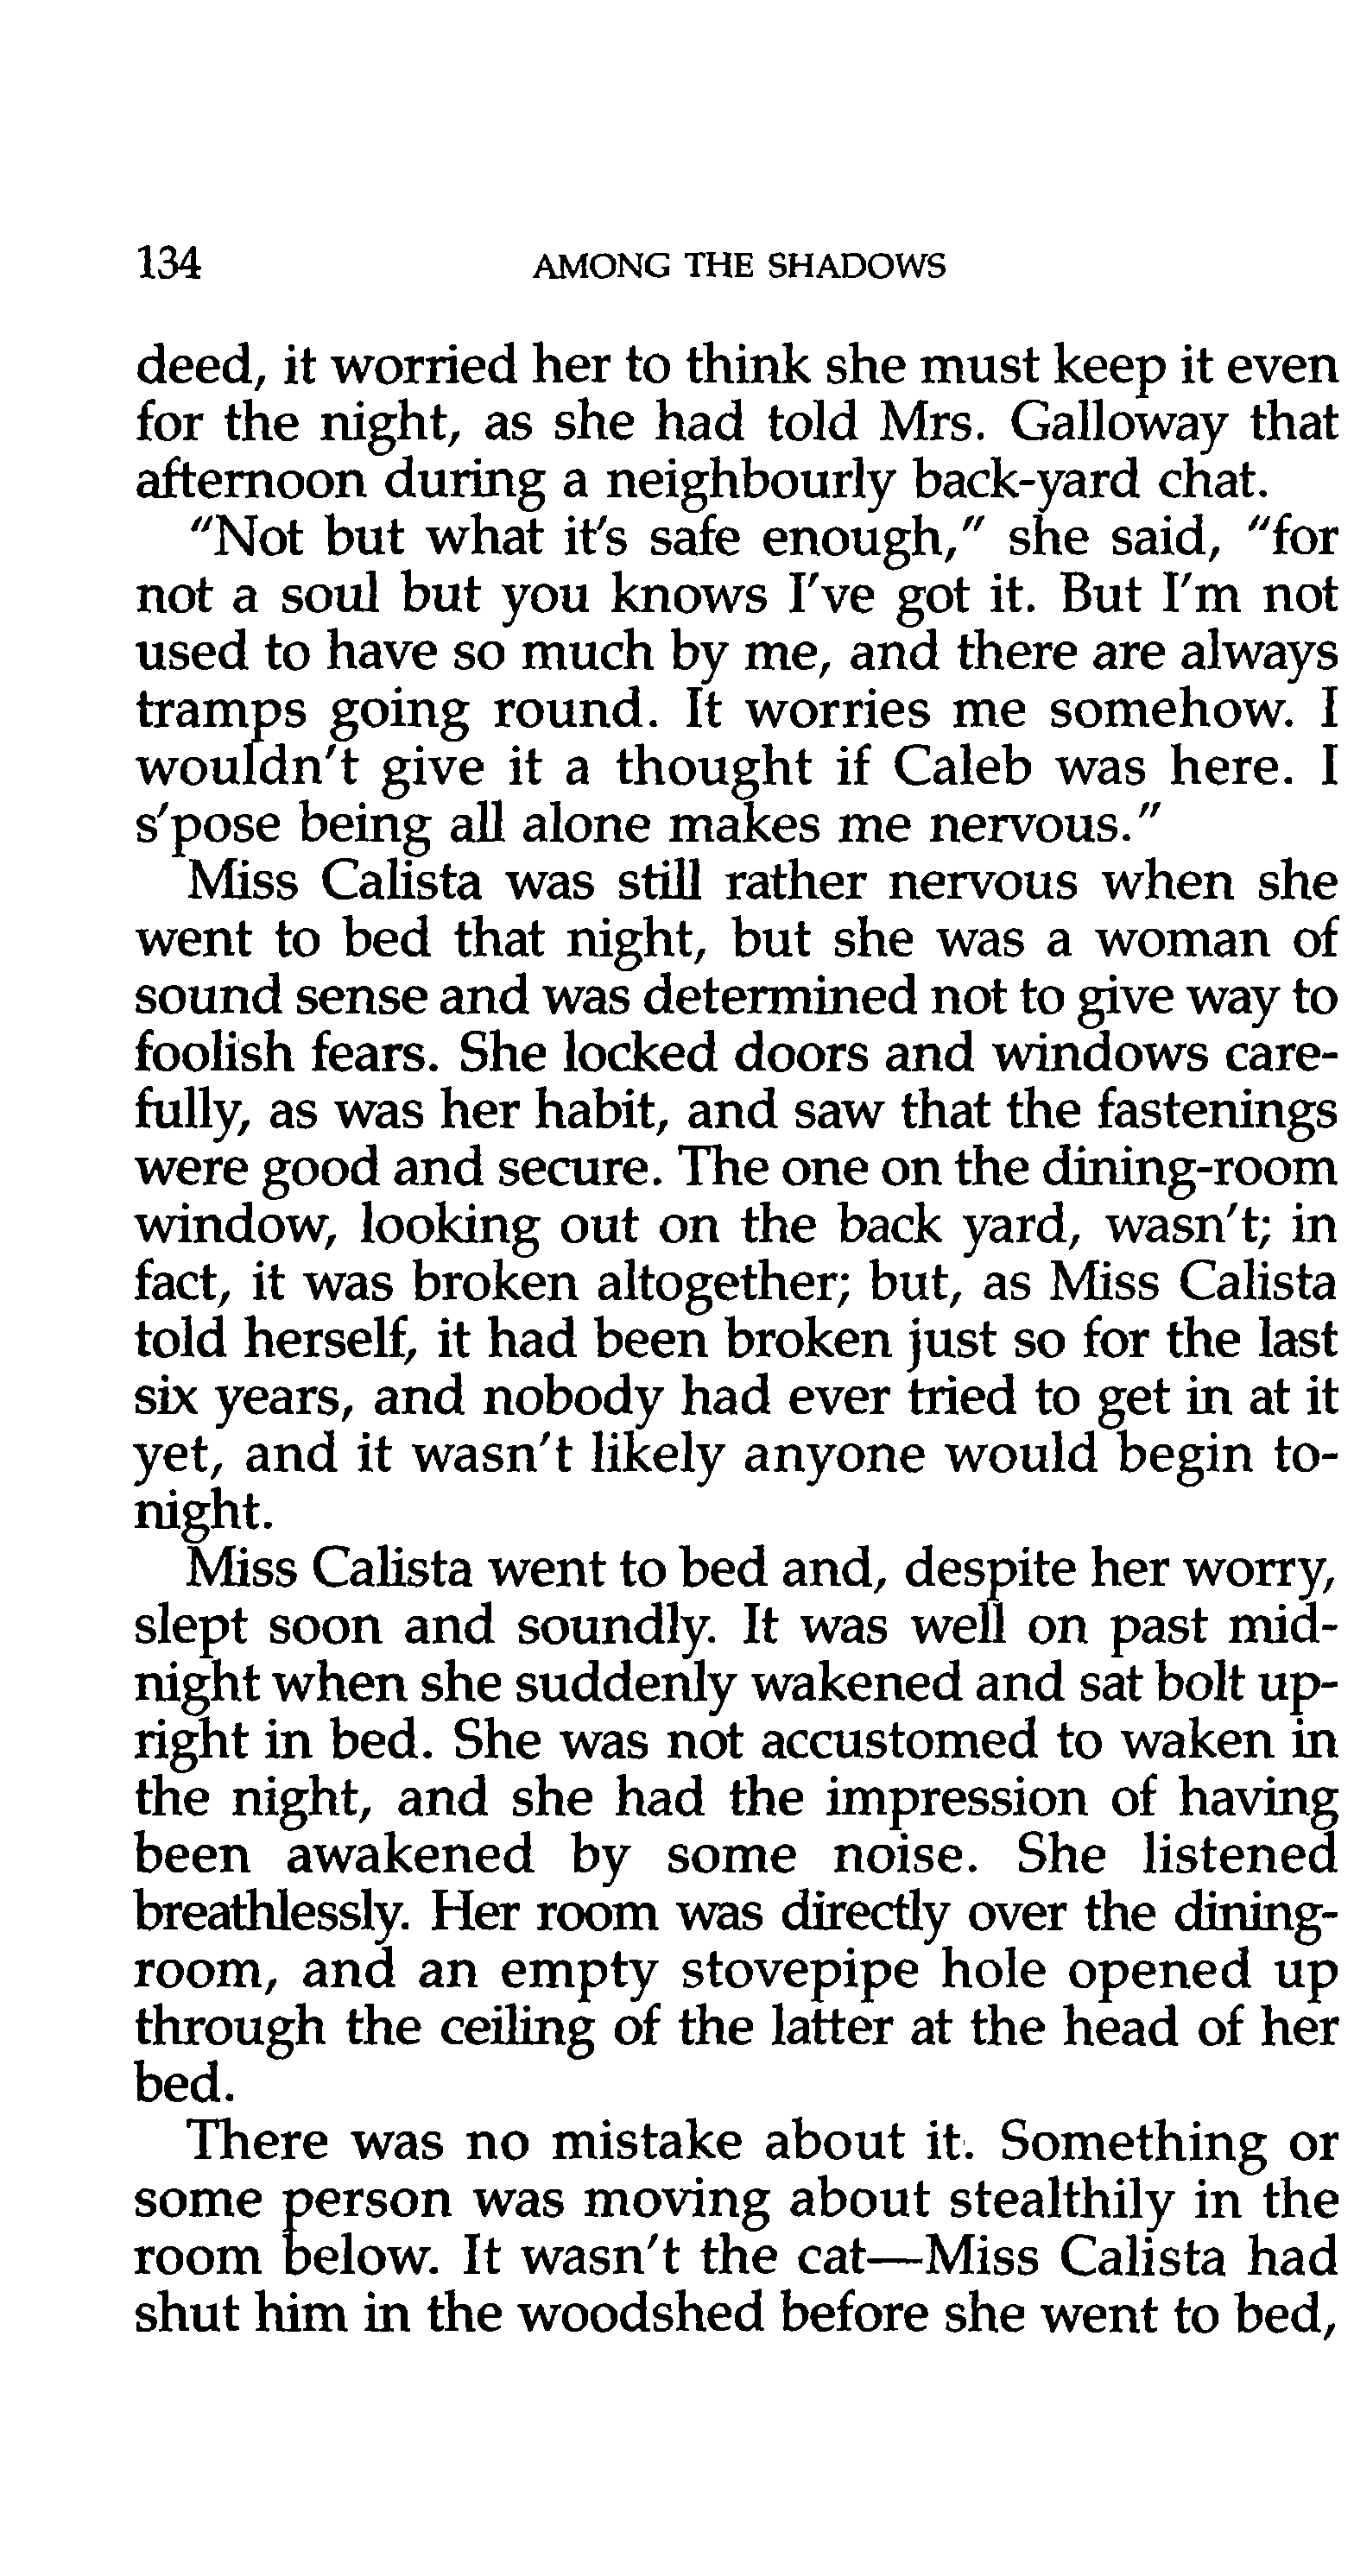 134 AMONG THE SHADOWS
deed, it worried her to think she must keep it even
for the night, as she had told Mrs. Galloway that
afternoon during a neighbourly back-yard chat.
"Not but what it's safe enough," she said, "for
not a soul but you knows I've got it. But I'm not
used to have so much by me, and there are always
tramps going round. It worries me somehow. I
wouldn't give it a thought if Caleb was here. I
s'pose being all alone makes me nervous."
Miss Calista was still rather nervous when she
went to bed that night, but she was a woman of
sound sense and was determined not to give way to
foolish fears. She locked doors and windows care-
fully, as was her habit, and saw that the fastenings
were good and secure. The one on the dining-room
window, looking out on the back yard, wasn't; in
fact, it was broken altogether; but, as Miss Calista
told herself, it had been broken just so for the last
six years, and nobody had ever tried to get in at it
yet, and it wasn't likely anyone would begin to-
night.
Miss Calista went to bed and, despite her worry,
slept soon and soundly. It was well on past mid-
night when she suddenly wakened and sat bolt up-
right in bed. She was not accustomed to waken in
the night, and she had the impression of having
been awakened by some noise. She listened
breathlessly. Her room was directly over the dining-
room, and an empty stovepipe hole opened up
through the ceiling of the latter at the head of her
bed.
There was no mistake about it. Something or
some person was moving about stealthily in the
room below. It wasn't the cat—Miss Calista had
shut him in the woodshed before she went to bed,